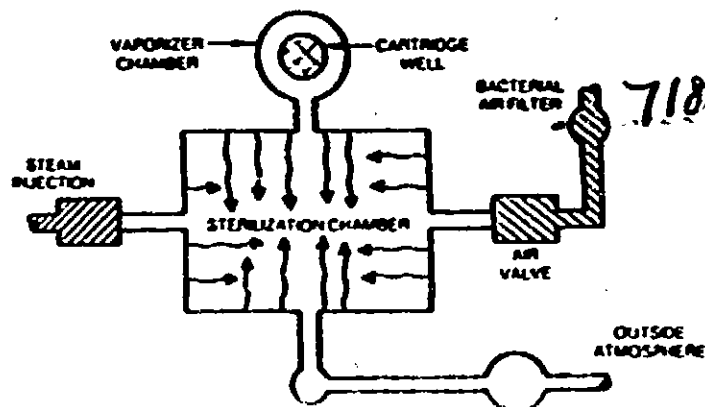 VAPORIZER
CHAMBER
CARTRIDGE
WELL
BACTERIAL
AIR FILTER
718
STEAM
INJECTION
STERILIZATION CHAMBER
AIR
VALVE
OUTSIDE
ATMOSPHERE